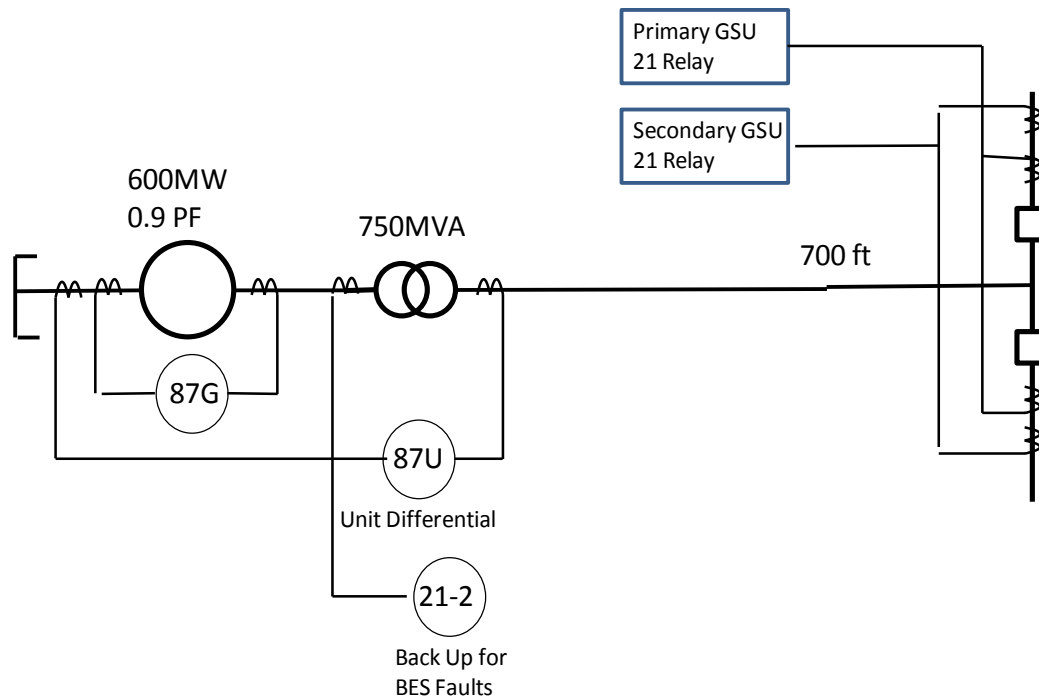 Primary GSU
21 Relay
Secondary GSU
21 Relay
600MW
0.9 PF
750MVA
700 ft
87G
87U
Unit Differential
21-2
Back Up for
BES Faults